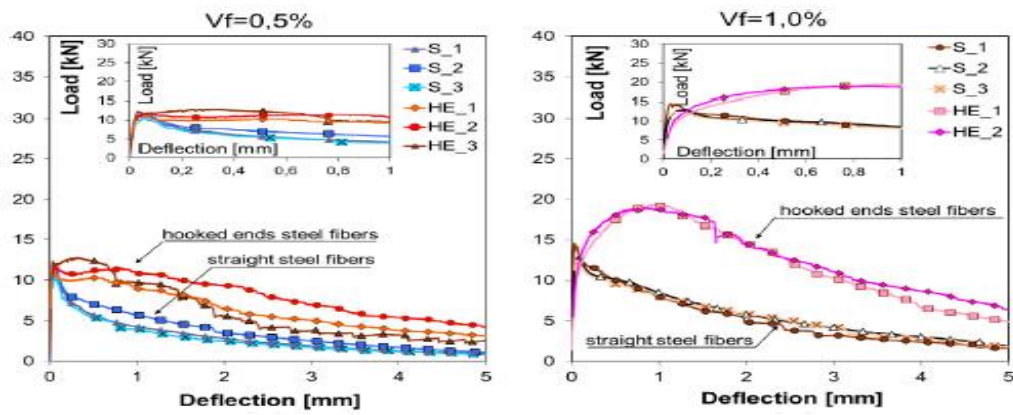 Vf=0,5%
Load [kN]
40
35
30
25
20
15
10
5
0
0
1
2
3
4
5
Deflection [mm]
Load [kN]
30
25
20
15
10
5
0
0
0,2
0,4
0,6
0,8
1
Deflection [mm]
S_1
S_2
S_3
HE_1
HE_2
HE_3
hooked ends steel fibers
straight steel fibers
Vf=1,0%
Load [kN]
40
35
30
25
20
15
10
5
0
0
1
2
3
4
5
Deflection [mm]
Load [kN]
30
25
20
15
10
5
0
0
0,2
0,4
0,6
0,8
1
Deflection [mm]
S_1
S_2
S_3
HE_1
HE_2
hooked ends steel fibers
straight steel fibers